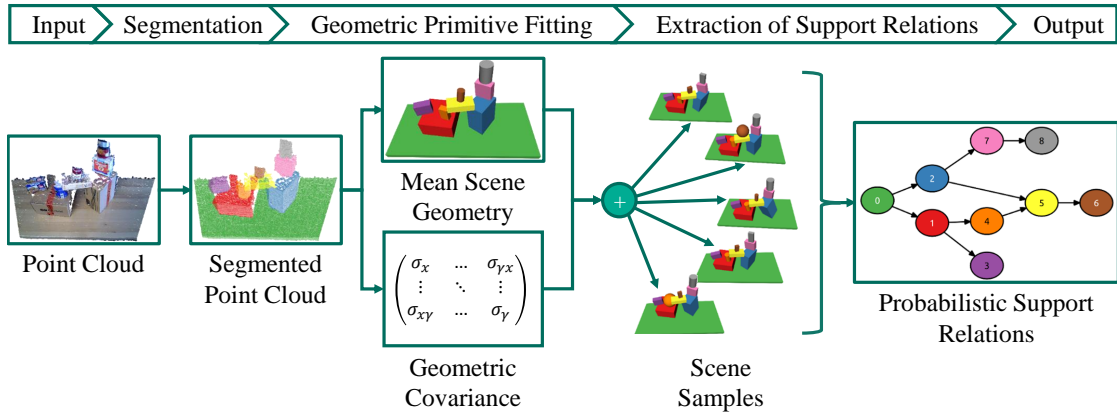 Input
Segmentation
Geometric Primitive Fitting
Extraction of Support Relations
Output
Point Cloud
Segmented
Point Cloud
Mean Scene
Geometry
σx … σγx
⋮ ⋱ ⋮
σxγ … σγ
Geometric
Covariance
+
Scene
Samples
0
1
2
3
4
5
6
7
8
Probabilistic Support
Relations